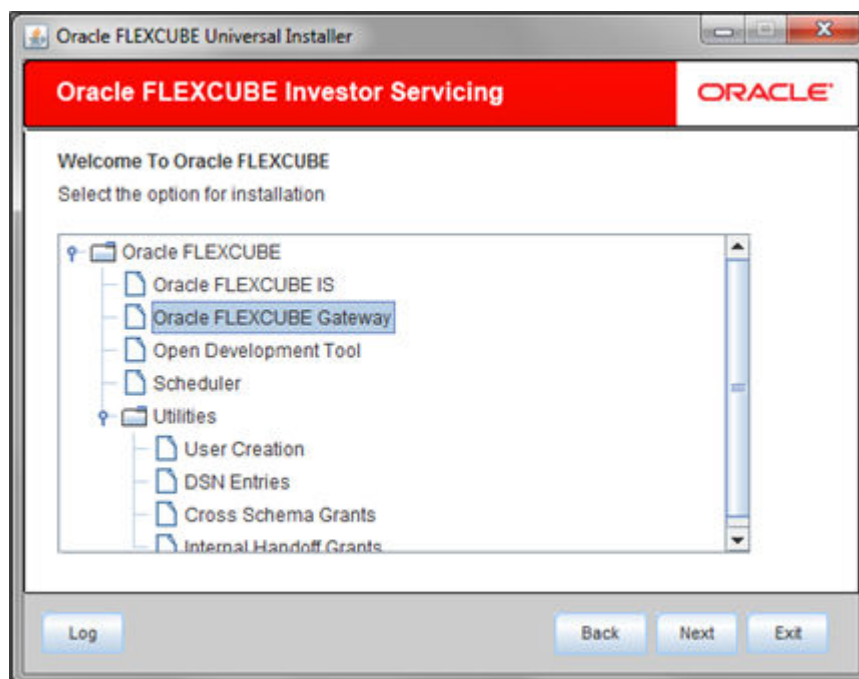 Oracle FLEXCUBE Universal Installer
Oracle FLEXCUBE Investor Servicing
ORACLE
Welcome To Oracle FLEXCUBE
Select the option for installation
Oracle FLEXCUBE
Oracle FLEXCUBE IS
Oracle FLEXCUBE Gateway
Open Development Tool
Scheduler
Utilities
User Creation
DSN Entries
Cross Schema Grants
Internal Handoff Grants
Log
Back
Next
Exit